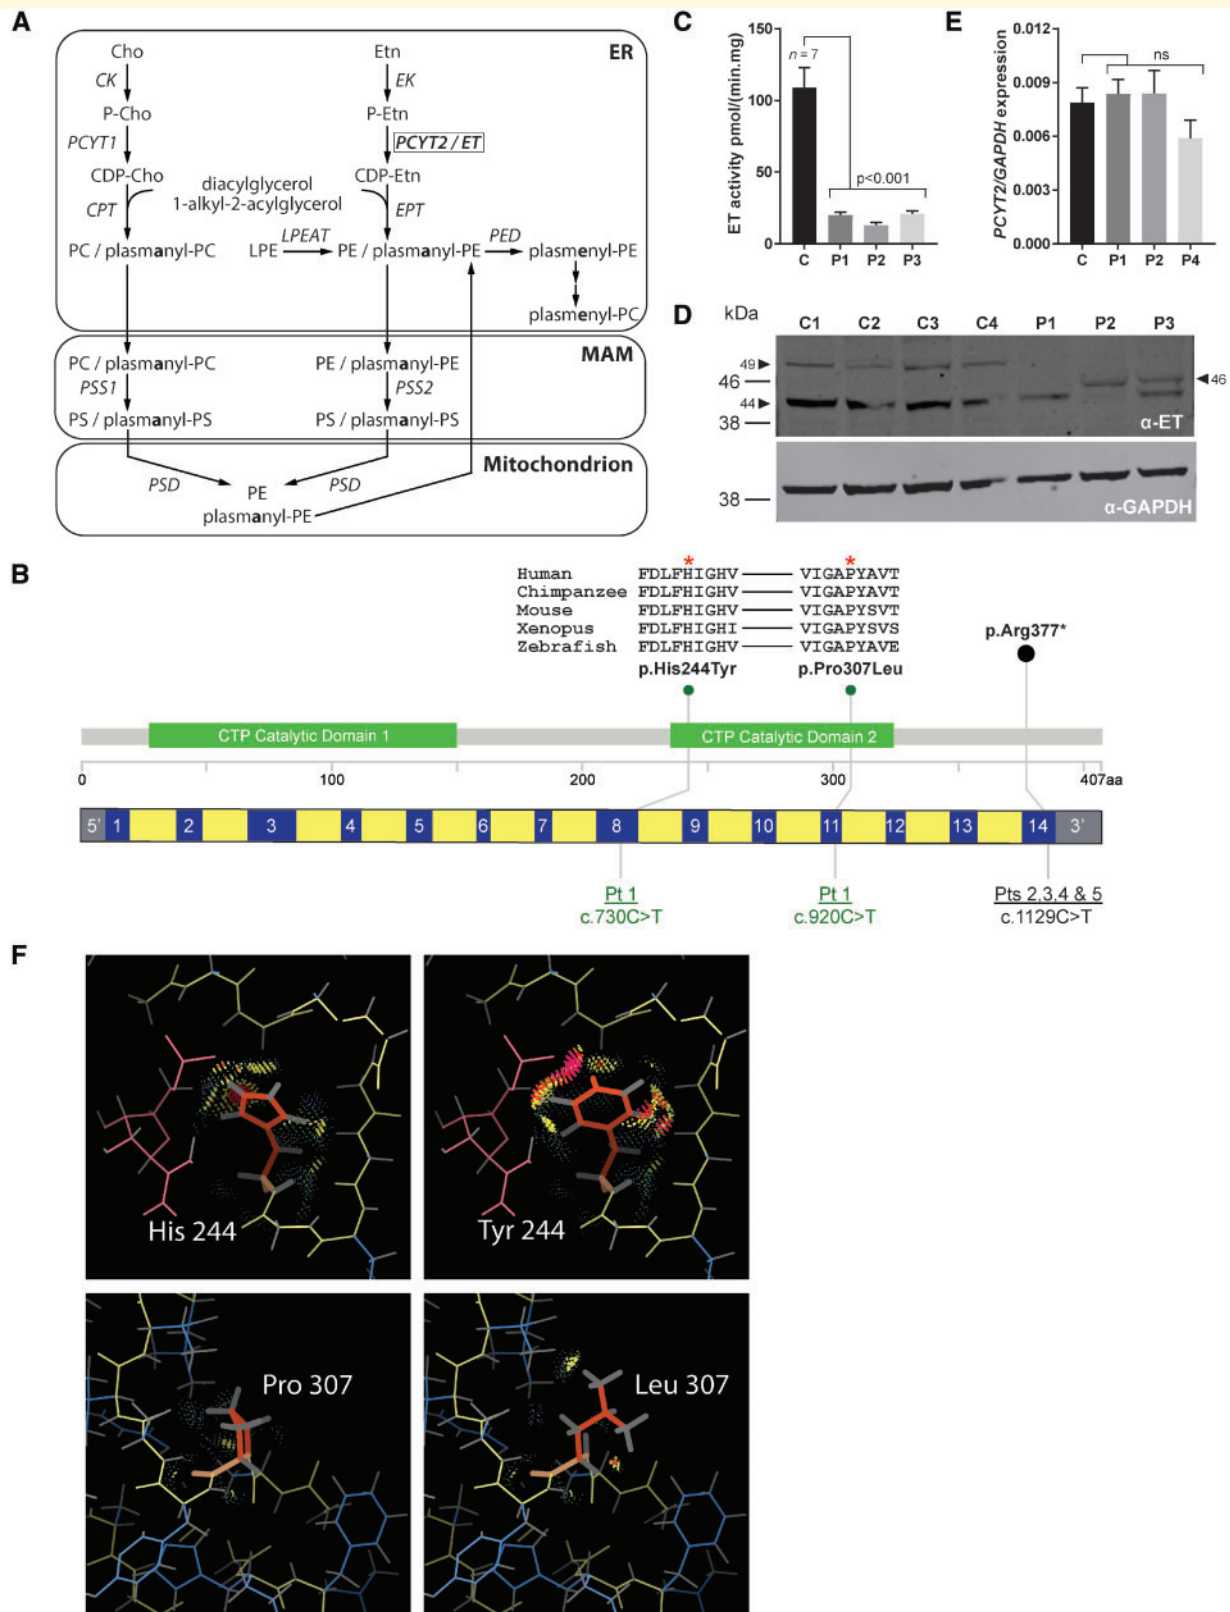 A
ER
Cho
Etn
CK
EK
P-Cho
P-Etn
PCYT1
PCYT2 / ET
CDP-Cho
CDP-Etn
diacylglycerol
1-alkyl-2-acylglycerol
CPT
EPT
LPEAT
PED
PC / plasmanyl-PC
LPE
PE / plasmanyl-PE
plasmenyl-PE
plasmenyl-PC
MAM
PC / plasmanyl-PC
PE / plasmanyl-PE
PSS1
PSS2
PS / plasmanyl-PS
PS / plasmanyl-PS
Mitochondrion
PSD
PSD
PE
plasmanyl-PE
C
ET activity pmol/(min.mg)
150
100
50
0
n = 7
p<0.001
C P1 P2 P3
E
PCYT2/GAPDH expression
0.012
0.009
0.006
0.003
0.000
ns
C P1 P2 P4
D
kDa
C1 C2 C3 C4 P1 P2 P3
49
46
46
44
38
α-ET
38
α-GAPDH
B
* *
Human FDLFHIGHV VIGAPYAVT
Chimpanzee FDLFHIGHV VIGAPYAVT
Mouse FDLFHIGHV VIGAPYSVT
Xenopus FDLFHIGHI VIGAPYSVS
Zebrafish FDLFHIGHV VIGAPYAVE
p.His244Tyr p.Pro307Leu
p.Arg377*
CTP Catalytic Domain 1
CTP Catalytic Domain 2
0 100 200 300 407aa
5' 1 2 3 4 5 6 7 8 9 10 11 12 13 14 3'
Pt 1 Pt 1 Pts 2,3,4 & 5
c.730C>T c.920C>T c.1129C>T
F
His 244
Tyr 244
Pro 307
Leu 307